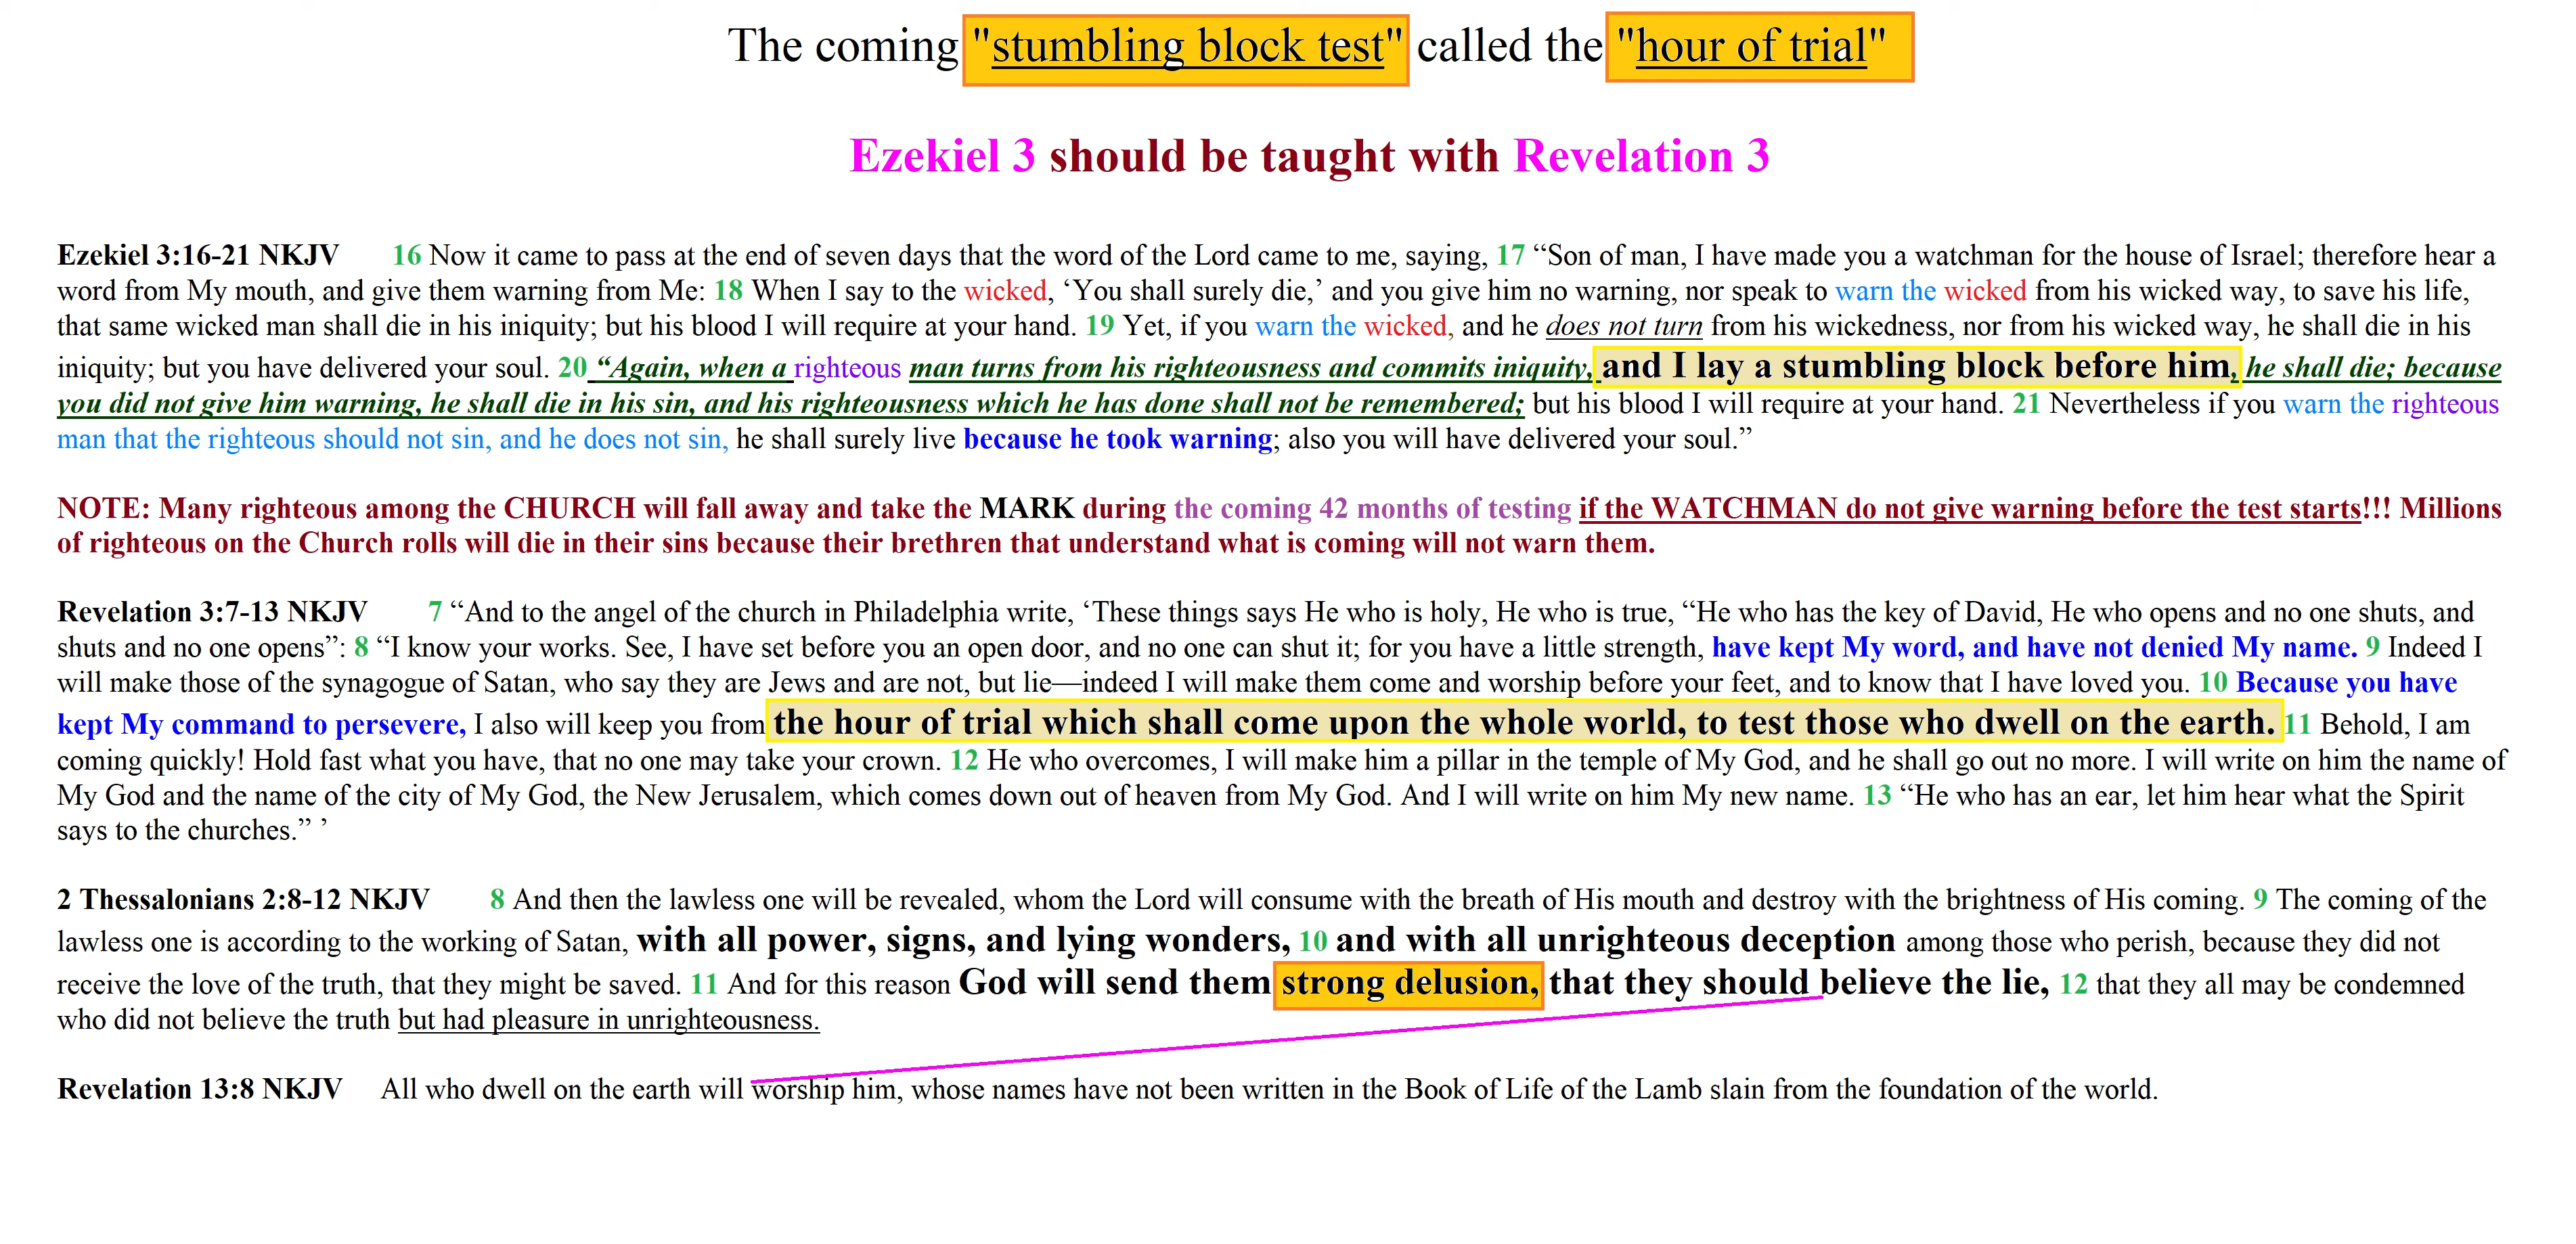 The coming "stumbling block test" called the "hour of trial"
Ezekiel 3 should be taught with Revelation 3
Ezekiel 3:16-21 NKJV 16 Now it came to pass at the end of seven days that the word of the Lord came to me, saying, 17 “Son of man, I have made you a watchman for the house of Israel; therefore hear a
word from My mouth, and give them warning from Me: 18 When I say to the wicked, ‘You shall surely die,’ and you give him no warning, nor speak to warn the wicked from his wicked way, to save his life,
that same wicked man shall die in his iniquity; but his blood I will require at your hand. 19 Yet, if you warn the wicked, and he does not turn from his wickedness, nor from his wicked way, he shall die in his
iniquity; but you have delivered your soul. 20 “Again, when a righteous man turns from his righteousness and commits iniquity, and I lay a stumbling block before him, he shall die; because
you did not give him warning, he shall die in his sin, and his righteousness which he has done shall not be remembered; but his blood I will require at your hand. 21 Nevertheless if you warn the righteous
man that the righteous should not sin, and he does not sin, he shall surely live because he took warning; also you will have delivered your soul.”
NOTE: Many righteous among the CHURCH will fall away and take the MARK during the coming 42 months of testing if the WATCHMAN do not give warning before the test starts!!! Millions
of righteous on the Church rolls will die in their sins because their brethren that understand what is coming will not warn them.
Revelation 3:7-13 NKJV 7 “And to the angel of the church in Philadelphia write, ‘These things says He who is holy, He who is true, “He who has the key of David, He who opens and no one shuts, and
shuts and no one opens”: 8 “I know your works. See, I have set before you an open door, and no one can shut it; for you have a little strength, have kept My word, and have not denied My name. 9 Indeed I
will make those of the synagogue of Satan, who say they are Jews and are not, but lie—indeed I will make them come and worship before your feet, and to know that I have loved you. 10 Because you have
kept My command to persevere, I also will keep you from the hour of trial which shall come upon the whole world, to test those who dwell on the earth. 11 Behold, I am
coming quickly! Hold fast what you have, that no one may take your crown. 12 He who overcomes, I will make him a pillar in the temple of My God, and he shall go out no more. I will write on him the name of
My God and the name of the city of My God, the New Jerusalem, which comes down out of heaven from My God. And I will write on him My new name. 13 “He who has an ear, let him hear what the Spirit
says to the churches.” ’
2 Thessalonians 2:8-12 NKJV 8 And then the lawless one will be revealed, whom the Lord will consume with the breath of His mouth and destroy with the brightness of His coming. 9 The coming of the
lawless one is according to the working of Satan, with all power, signs, and lying wonders, 10 and with all unrighteous deception among those who perish, because they did not
receive the love of the truth, that they might be saved. 11 And for this reason God will send them strong delusion, that they should believe the lie, 12 that they all may be condemned
who did not believe the truth but had pleasure in unrighteousness.
Revelation 13:8 NKJV All who dwell on the earth will worship him, whose names have not been written in the Book of Life of the Lamb slain from the foundation of the world.